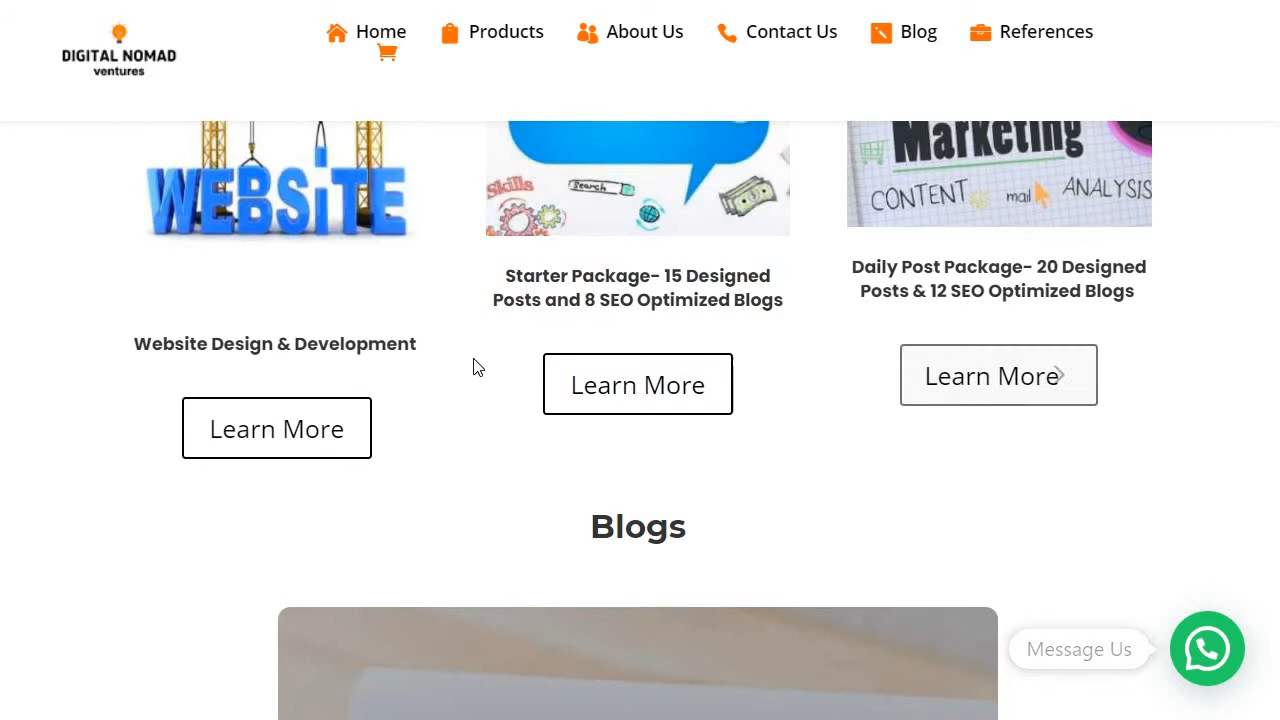 DIGITAL NOMAD
ventures
Home
Products
About Us
Contact Us
Blog
References
WEBSITE
Skills
Search
Marketing
CONTENT
mail
ANALYSIS
Website Design & Development
Learn More
Starter Package- 15 Designed
Posts and 8 SEO Optimized Blogs
Learn More
Daily Post Package- 20 Designed
Posts & 12 SEO Optimized Blogs
Learn More
Blogs
Message Us